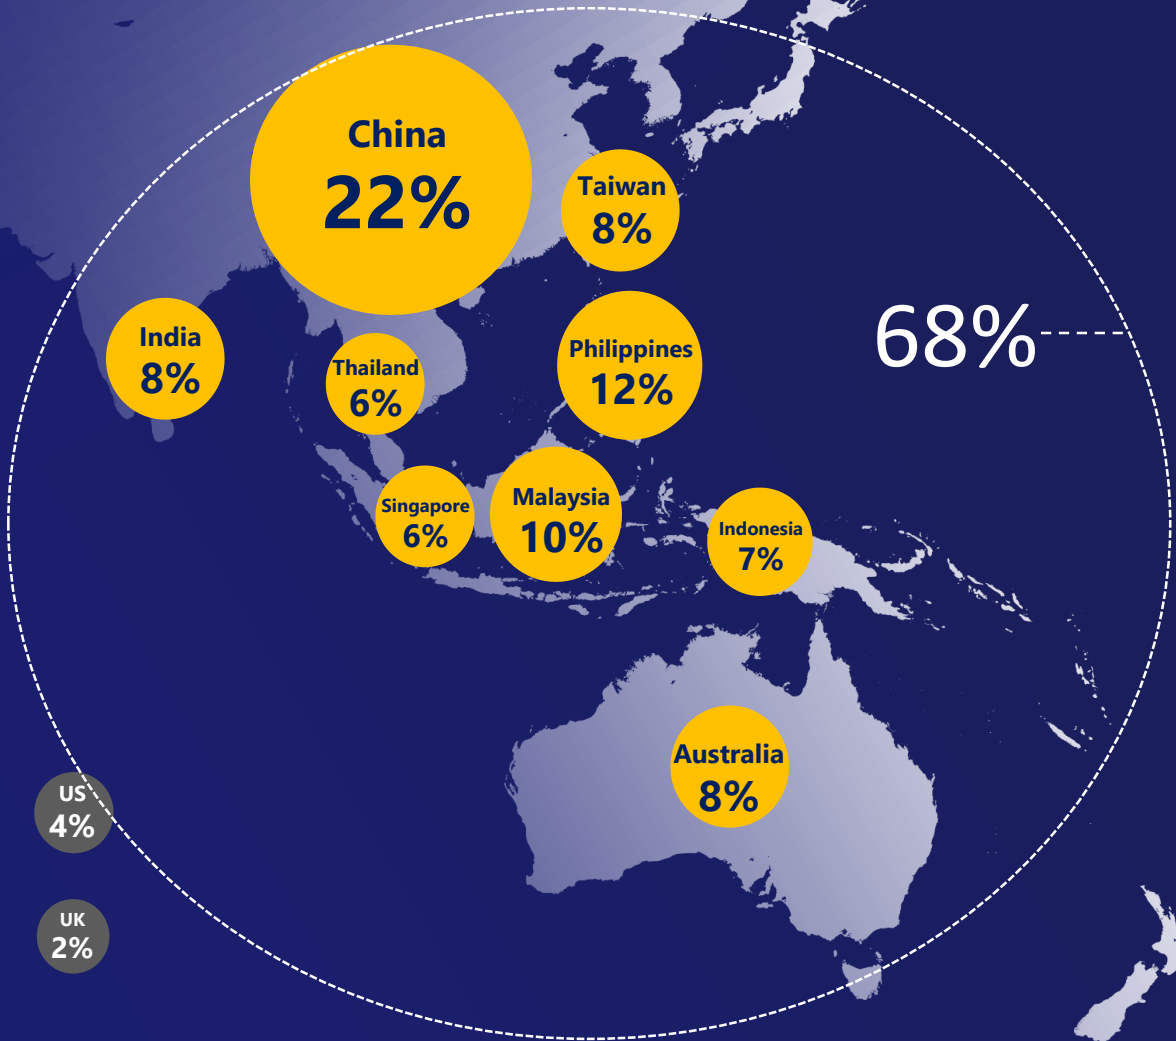 China
22%
Taiwan
8%
68%
India
8%
Thailand
6%
Philippines
12%
Singapore
6%
Malaysia
10%
Indonesia
7%
Australia
8%
US
4%
UK
2%